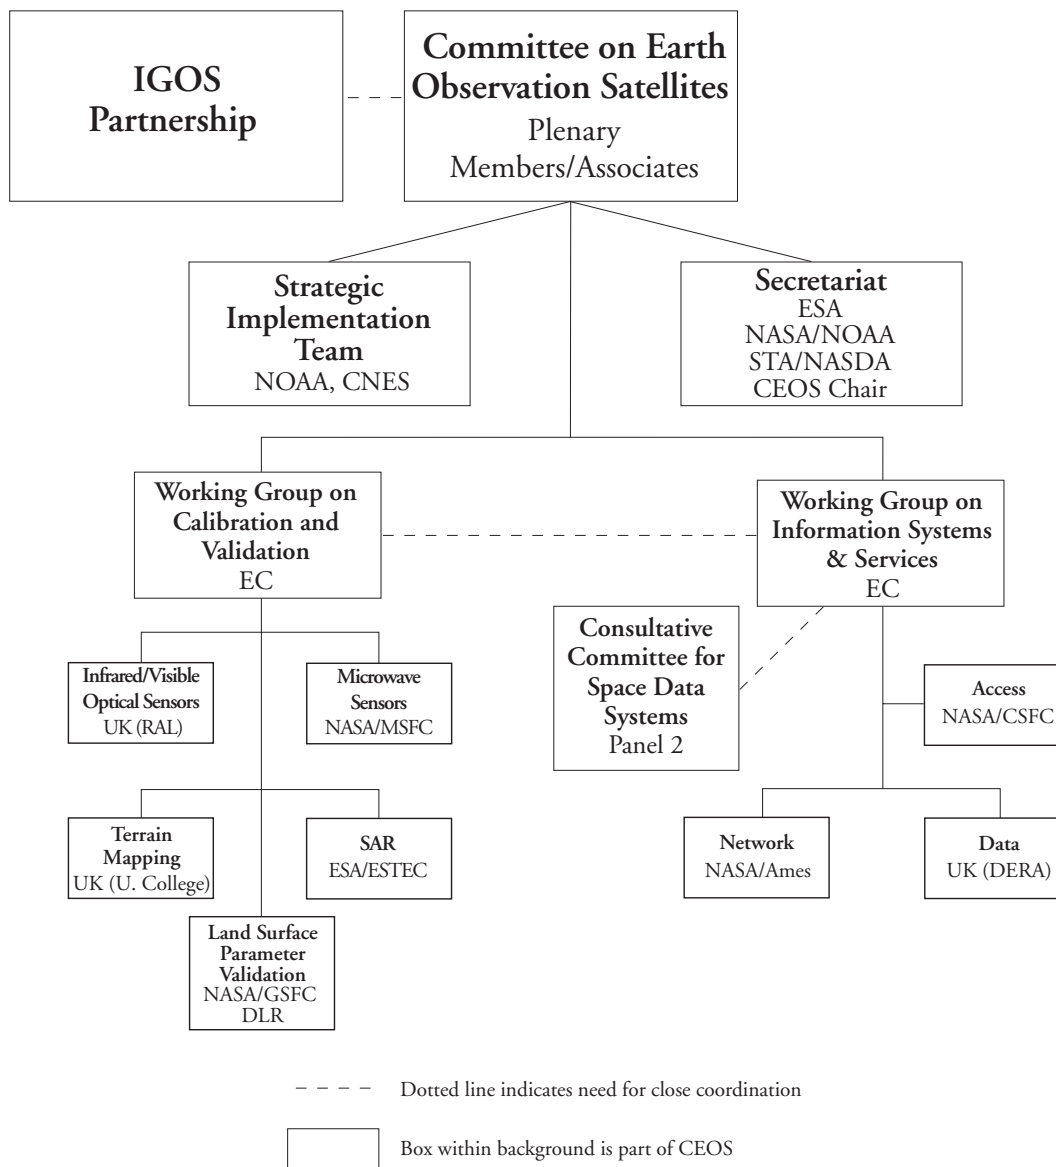 IGOS
Partnership
Committee on Earth
Observation Satellites
Plenary
Members/Associates
Strategic
Implementation
Team
NOAA, CNES
Secretariat
ESA
NASA/NOAA
STA/NASDA
CEOS Chair
Working Group on
Calibration and
Validation
EC
Working Group on
Information Systems
& Services
EC
Consultative
Committee for
Space Data
Systems
Panel 2
Infrared/Visible
Optical Sensors
UK (RAL)
Microwave
Sensors
NASA/MSFC
Access
NASA/CSFC
Terrain
Mapping
UK (U. College)
SAR
ESA/ESTEC
Network
NASA/Ames
Data
UK (DERA)
Land Surface
Parameter
Validation
NASA/GSFC
DLR
Dotted line indicates need for close coordination
Box within background is part of CEOS